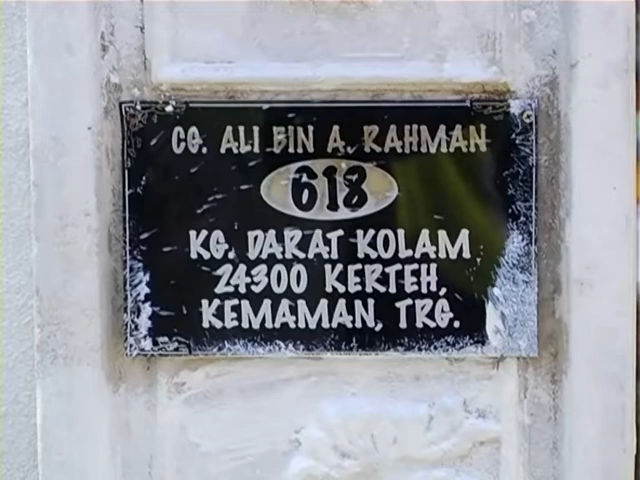 CG. ALI BIN A. RAHMAN
618
KG. DARAT KOLAM
24300 KERTEH,
KEMAMAN, TRG.